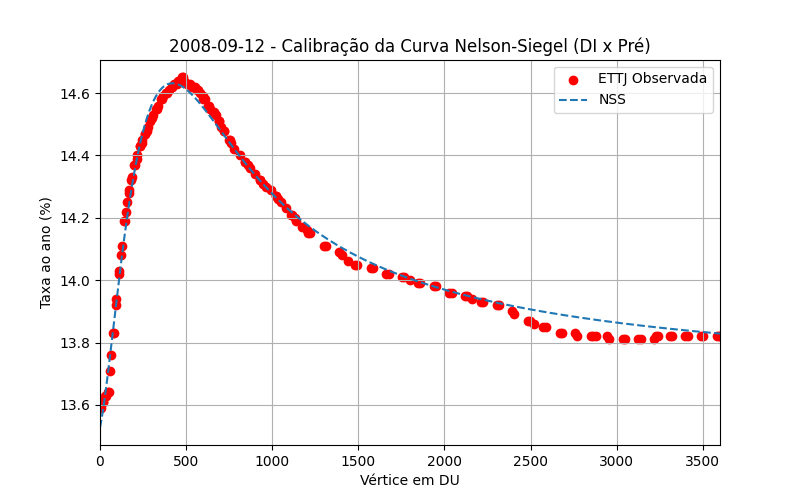 2008-09-12 - Calibração da Curva Nelson-Siegel (DI x Pré)
ETTJ Observada
NSS
Taxa ao ano (%)
14.6
14.4
14.2
14.0
13.8
13.6
0 500 1000 1500 2000 2500 3000 3500
Vértice em DU